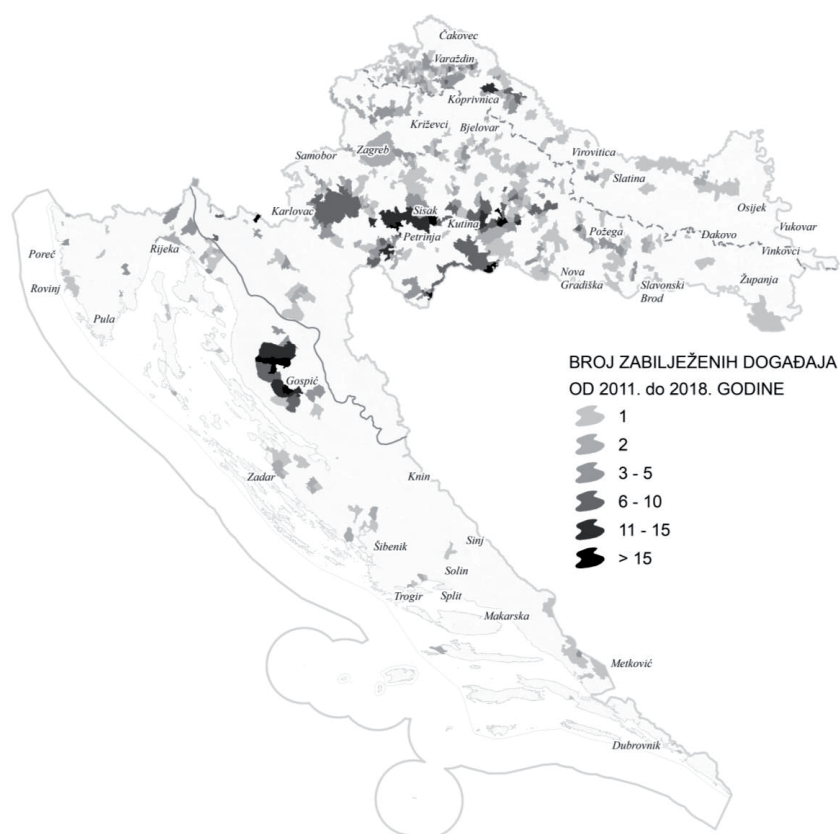 Čakovec
Varaždin
Koprivnica
Križevci
Bjelovar
Zagreb
Samobor
Virovitica
Slatina
Osijek
Karlovac
Sisak
Kutina
Petrinja
Požega
Đakovo
Vukovar
Vinkovci
Nova
Gradiška
Slavonski
Brod
Županja
Rijeka
Poreč
Rovinj
Pula
Gospić
BROJ ZABILJEŽENIH DOGAĐAJA
OD 2011. do 2018. GODINE
1
2
3 - 5
6 - 10
11 - 15
> 15
Zadar
Knin
Šibenik
Sinj
Solin
Trogir
Split
Makarska
Metković
Dubrovnik